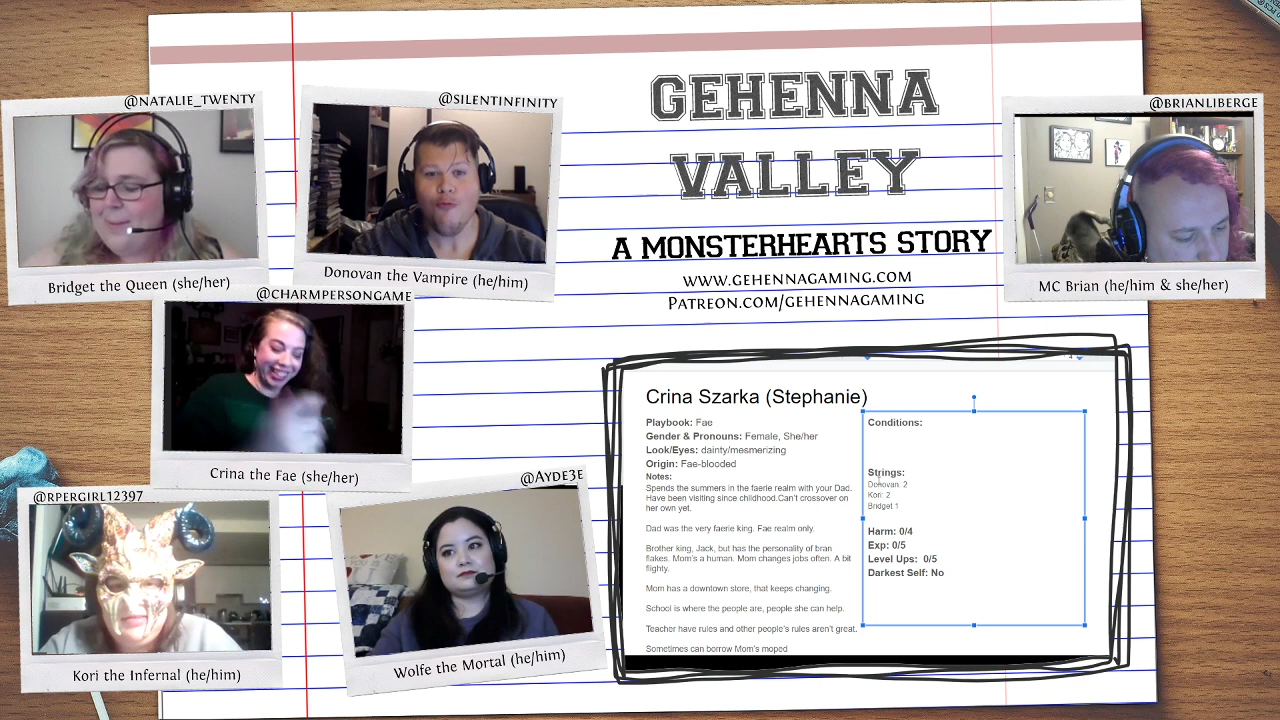 @NATALIE_TWENTY
Bridget the Queen (she/her)
@SILENTINFINITY
Donovan the Vampire (he/him)
GEHENNA
VALLEY
A MONSTERHEARTS STORY
WWW.GEHENNAGAMING.COM
PATREON.COM/GEHENNAGAMING
@BRIANLIBERGE
MC Brian (he/him & she/her)
@CHARMPERSONGAME
Crina the Fae (she/her)
@RPERGIRL12397
Kori the Infernal (he/him)
@AYDE3E
Wolfe the Mortal (he/him)
Crina Szarka (Stephanie)
Playbook: Fae
Gender & Pronouns: Female, She/her
Look/Eyes: dainty/mesmerizing
Origin: Fae-blooded
Notes:
Spends the summers in the faerie realm with your Dad.
Have been visiting since childhood.Can't crossover on
her own yet.
Dad was the very faerie king. Fae realm only.
Brother king, Jack, but has the personality of bran
flakes. Mom's a human. Mom changes jobs often. A bit
flighty.
Mom has a downtown store, that keeps changing.
School is where the people are, people she can help.
Teacher have rules and other people's rules aren't great.
Sometimes can borrow Mom's moped
Conditions:
Strings:
Donovan: 2
Kori: 2
Bridget 1
Harm: 0/4
Exp: 0/5
Level Ups: 0/5
Darkest Self: No